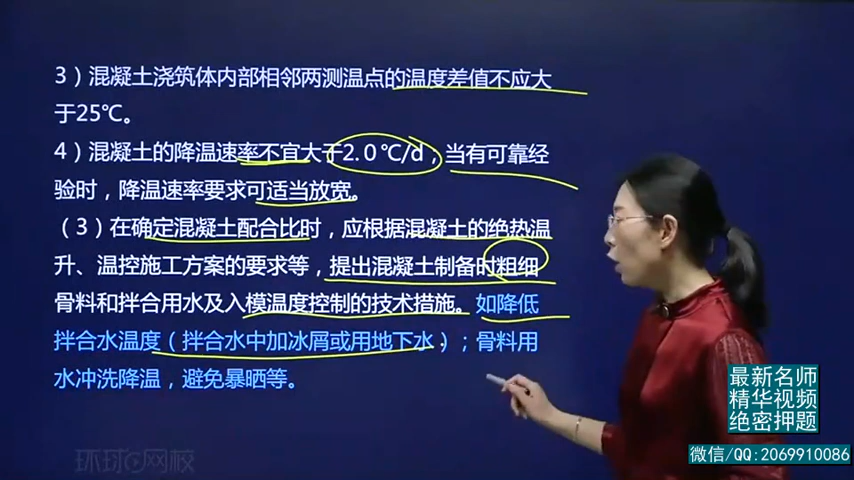 3）混凝土浇筑体内部相邻两测温点的温度差值不应大
于25℃。
4）混凝土的降温速率不宜大于2.0℃/d，当有可靠经
验时，降温速率要求可适当放宽。
（3）在确定混凝土配合比时，应根据混凝土的绝热温
升、温控施工方案的要求等，提出混凝土制备时粗细
骨料和拌合用水及入模温度控制的技术措施。如降低
拌合水温度（拌合水中加冰屑或用地下水）；骨料用
水冲洗降温，避免暴晒等。
最新名师
精华视频
绝密押题
微信/QQ:2069910086
环球网校